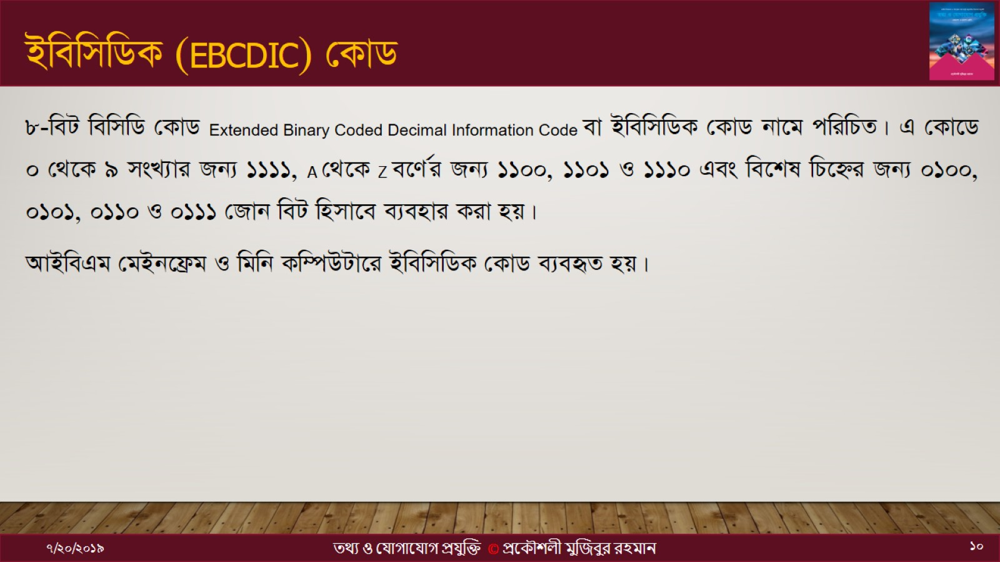 ইবিসিডিক (EBCDIC) কোড
তথ্য ও যোগাযোগ প্রযুক্তি
৮-বিট বিসিডি কোড Extended Binary Coded Decimal Information Code বা ইবিসিডিক কোড নামে পরিচিত। এ কোডে
০ থেকে ৯ সংখ্যার জন্য ১১১১, A থেকে Z বর্ণের জন্য ১১০০, ১১০১ ও ১১১০ এবং বিশেষ চিহ্নের জন্য ০১০০,
০১০১, ০১১০ ও ০১১১ জোন বিট হিসাবে ব্যবহার করা হয়।
আইবিএম মেইনফ্রেম ও মিনি কম্পিউটারে ইবিসিডিক কোড ব্যবহৃত হয়।
৭/২০/২০১৯
তথ্য ও যোগাযোগ প্রযুক্তি © প্রকৌশলী মুজিবুর রহমান
১০